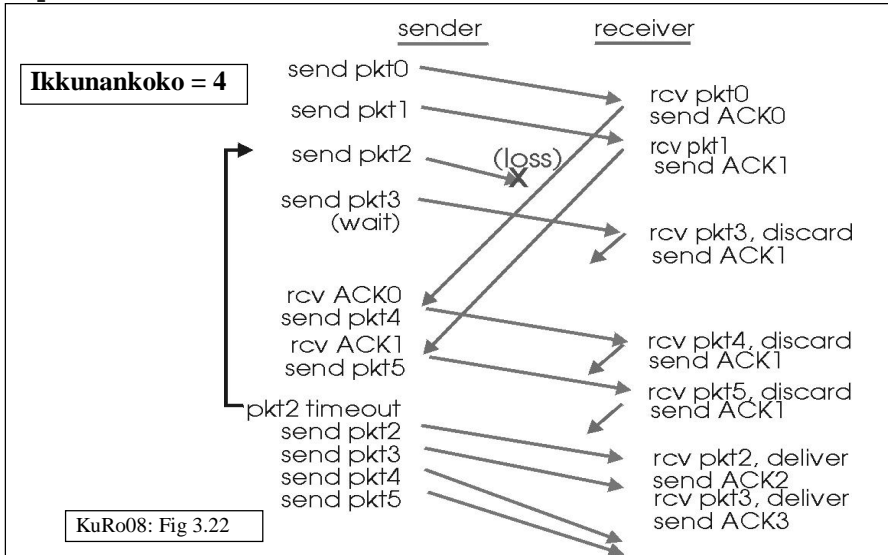 sender
receiver
Ikkunankoko = 4
send pkt0
send pkt1
send pkt2
(loss)
X
send pkt3
(wait)
rcv ACK0
send pkt4
rcv ACK1
send pkt5
pkt2 timeout
send pkt2
send pkt3
send pkt4
send pkt5
rcv pkt0
send ACK0
rcv pkt1
send ACK1
rcv pkt3, discard
send ACK1
rcv pkt4, discard
send ACK1
rcv pkt5, discard
send ACK1
rcv pkt2, deliver
send ACK2
rcv pkt3, deliver
send ACK3
KuRo08: Fig 3.22